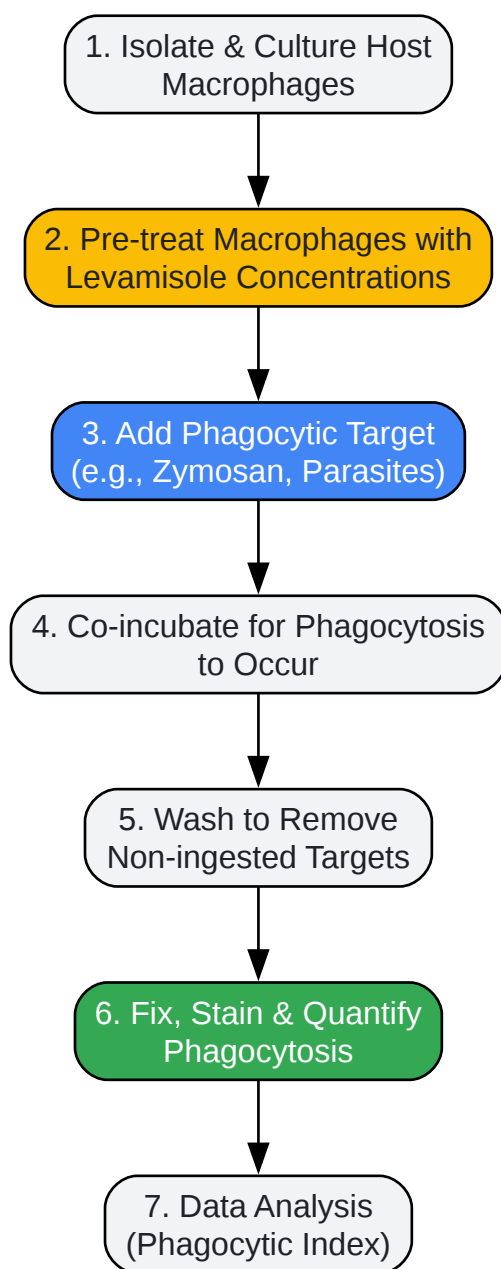 1. Isolate & Culture Host
Macrophages
2. Pre-treat Macrophages with
Levamisole Concentrations
3. Add Phagocytic Target
(e.g., Zymosan, Parasites)
4. Co-incubate for Phagocytosis
to Occur
5. Wash to Remove
Non-ingested Targets
6. Fix, Stain & Quantify
Phagocytosis
7. Data Analysis
(Phagocytic Index)